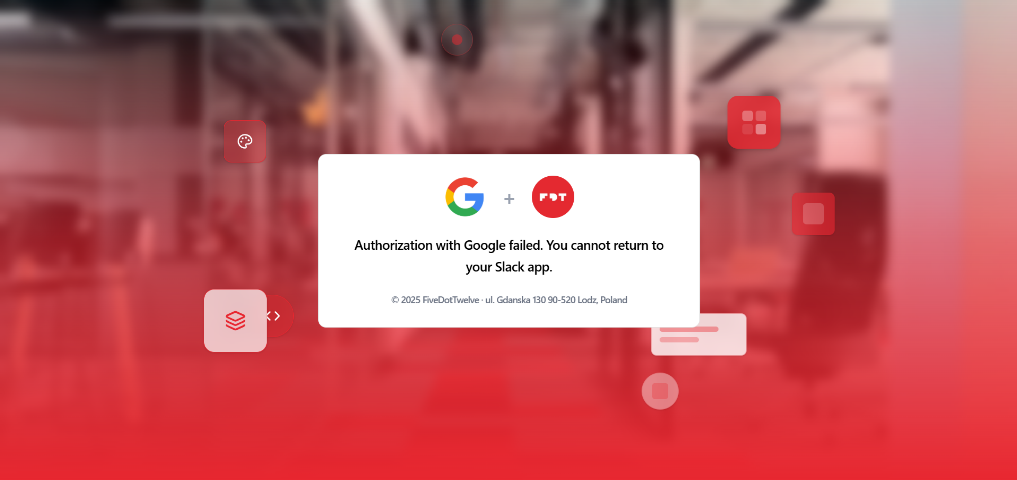 FDT
Authorization with Google failed. You cannot return to
your Slack app.
© 2025 FiveDotTwelve · ul. Gdanska 130 90-520 Lodz, Poland